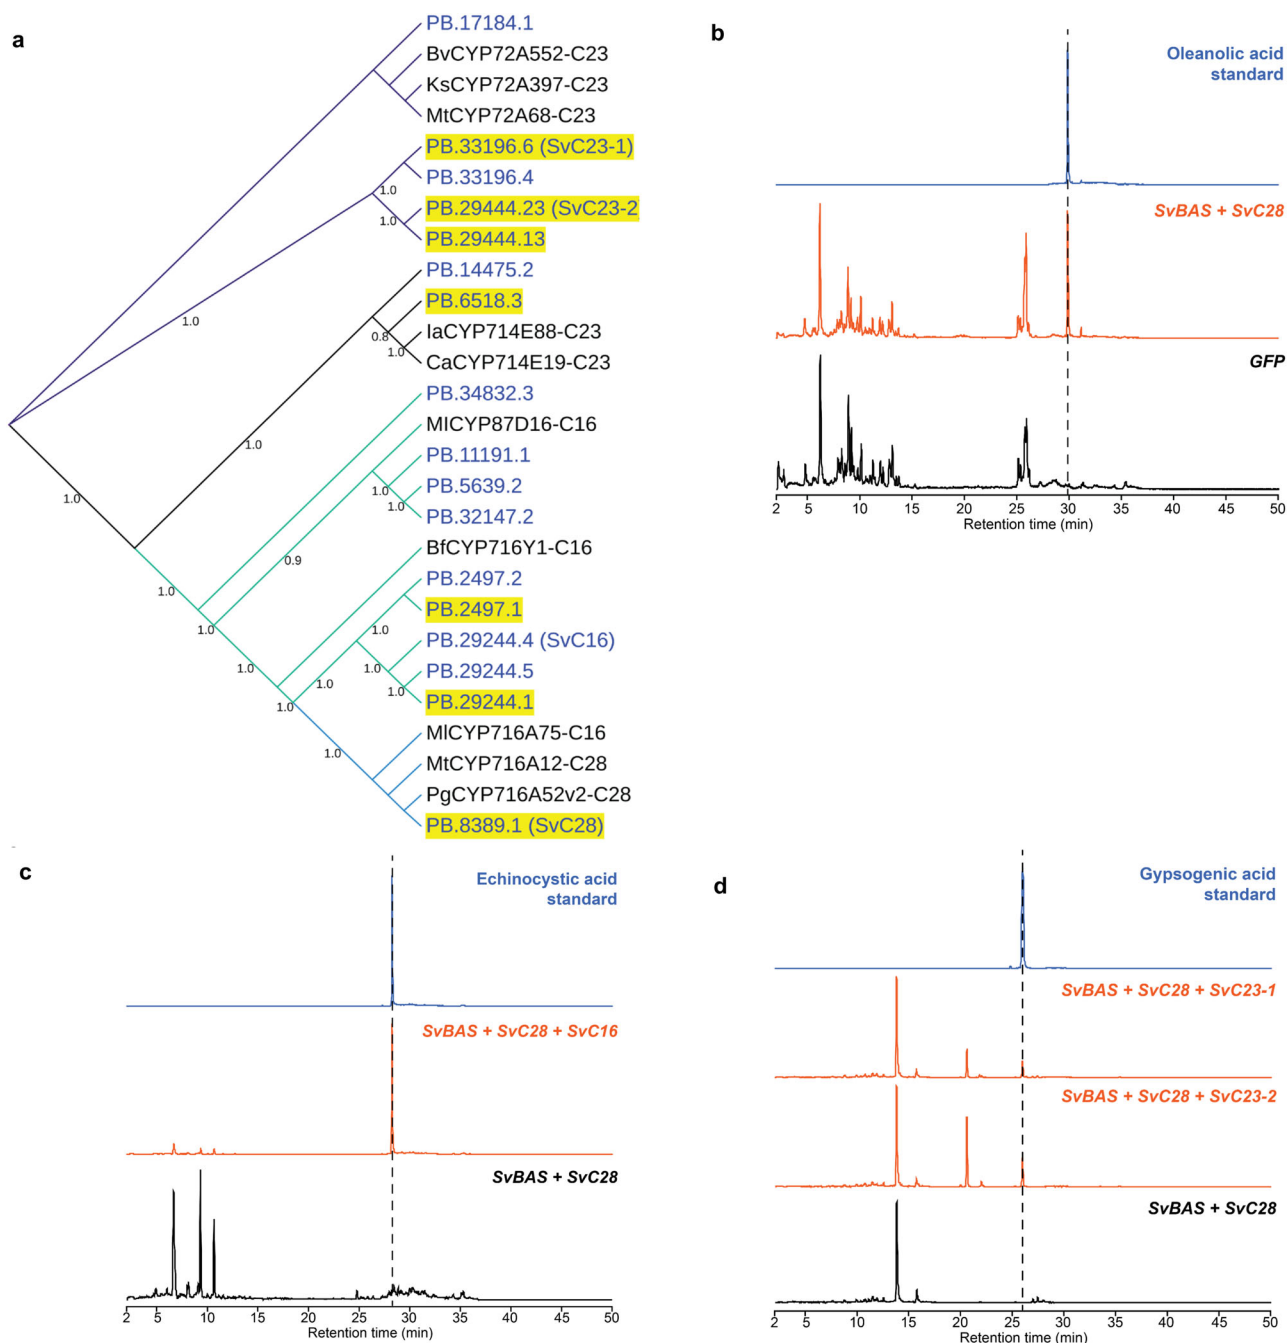 a
PB.17184.1
BvCYP72A552-C23
KsCYP72A397-C23
MtCYP72A68-C23
PB.33196.6 (SvC23-1)
PB.33196.4
PB.29444.23 (SvC23-2
PB.29444.13
PB.14475.2
PB.6518.3
IaCYP714E88-C23
CaCYP714E19-C23
PB.34832.3
MlCYP87D16-C16
PB.11191.1
PB.5639.2
PB.32147.2
BfCYP716Y1-C16
PB.2497.2
PB.2497.1
PB.29244.4 (SvC16)
PB.29244.5
PB.29244.1
MlCYP716A75-C16
MtCYP716A12-C28
PgCYP716A52v2-C28
PB.8389.1 (SvC28)
1.0
1.0
1.0
1.0
0.8
1.0
1.0
1.0
1.0
0.9
1.0
1.0
1.0
1.0
1.0
1.0
1.0
1.0
1.0
b
Oleanolic acid
standard
SvBAS + SvC28
GFP
2 5 10 15 20 25 30 35 40 45 50
Retention time (min)
c
Echinocystic acid
standard
SvBAS + SvC28 + SvC16
SvBAS + SvC28
2 5 10 15 20 25 30 35 40 45 50
Retention time (min)
d
Gypsogenic acid
standard
SvBAS + SvC28 + SvC23-1
SvBAS + SvC28 + SvC23-2
SvBAS + SvC28
2 5 10 15 20 25 30 35 40 45 50
Retention time (min)